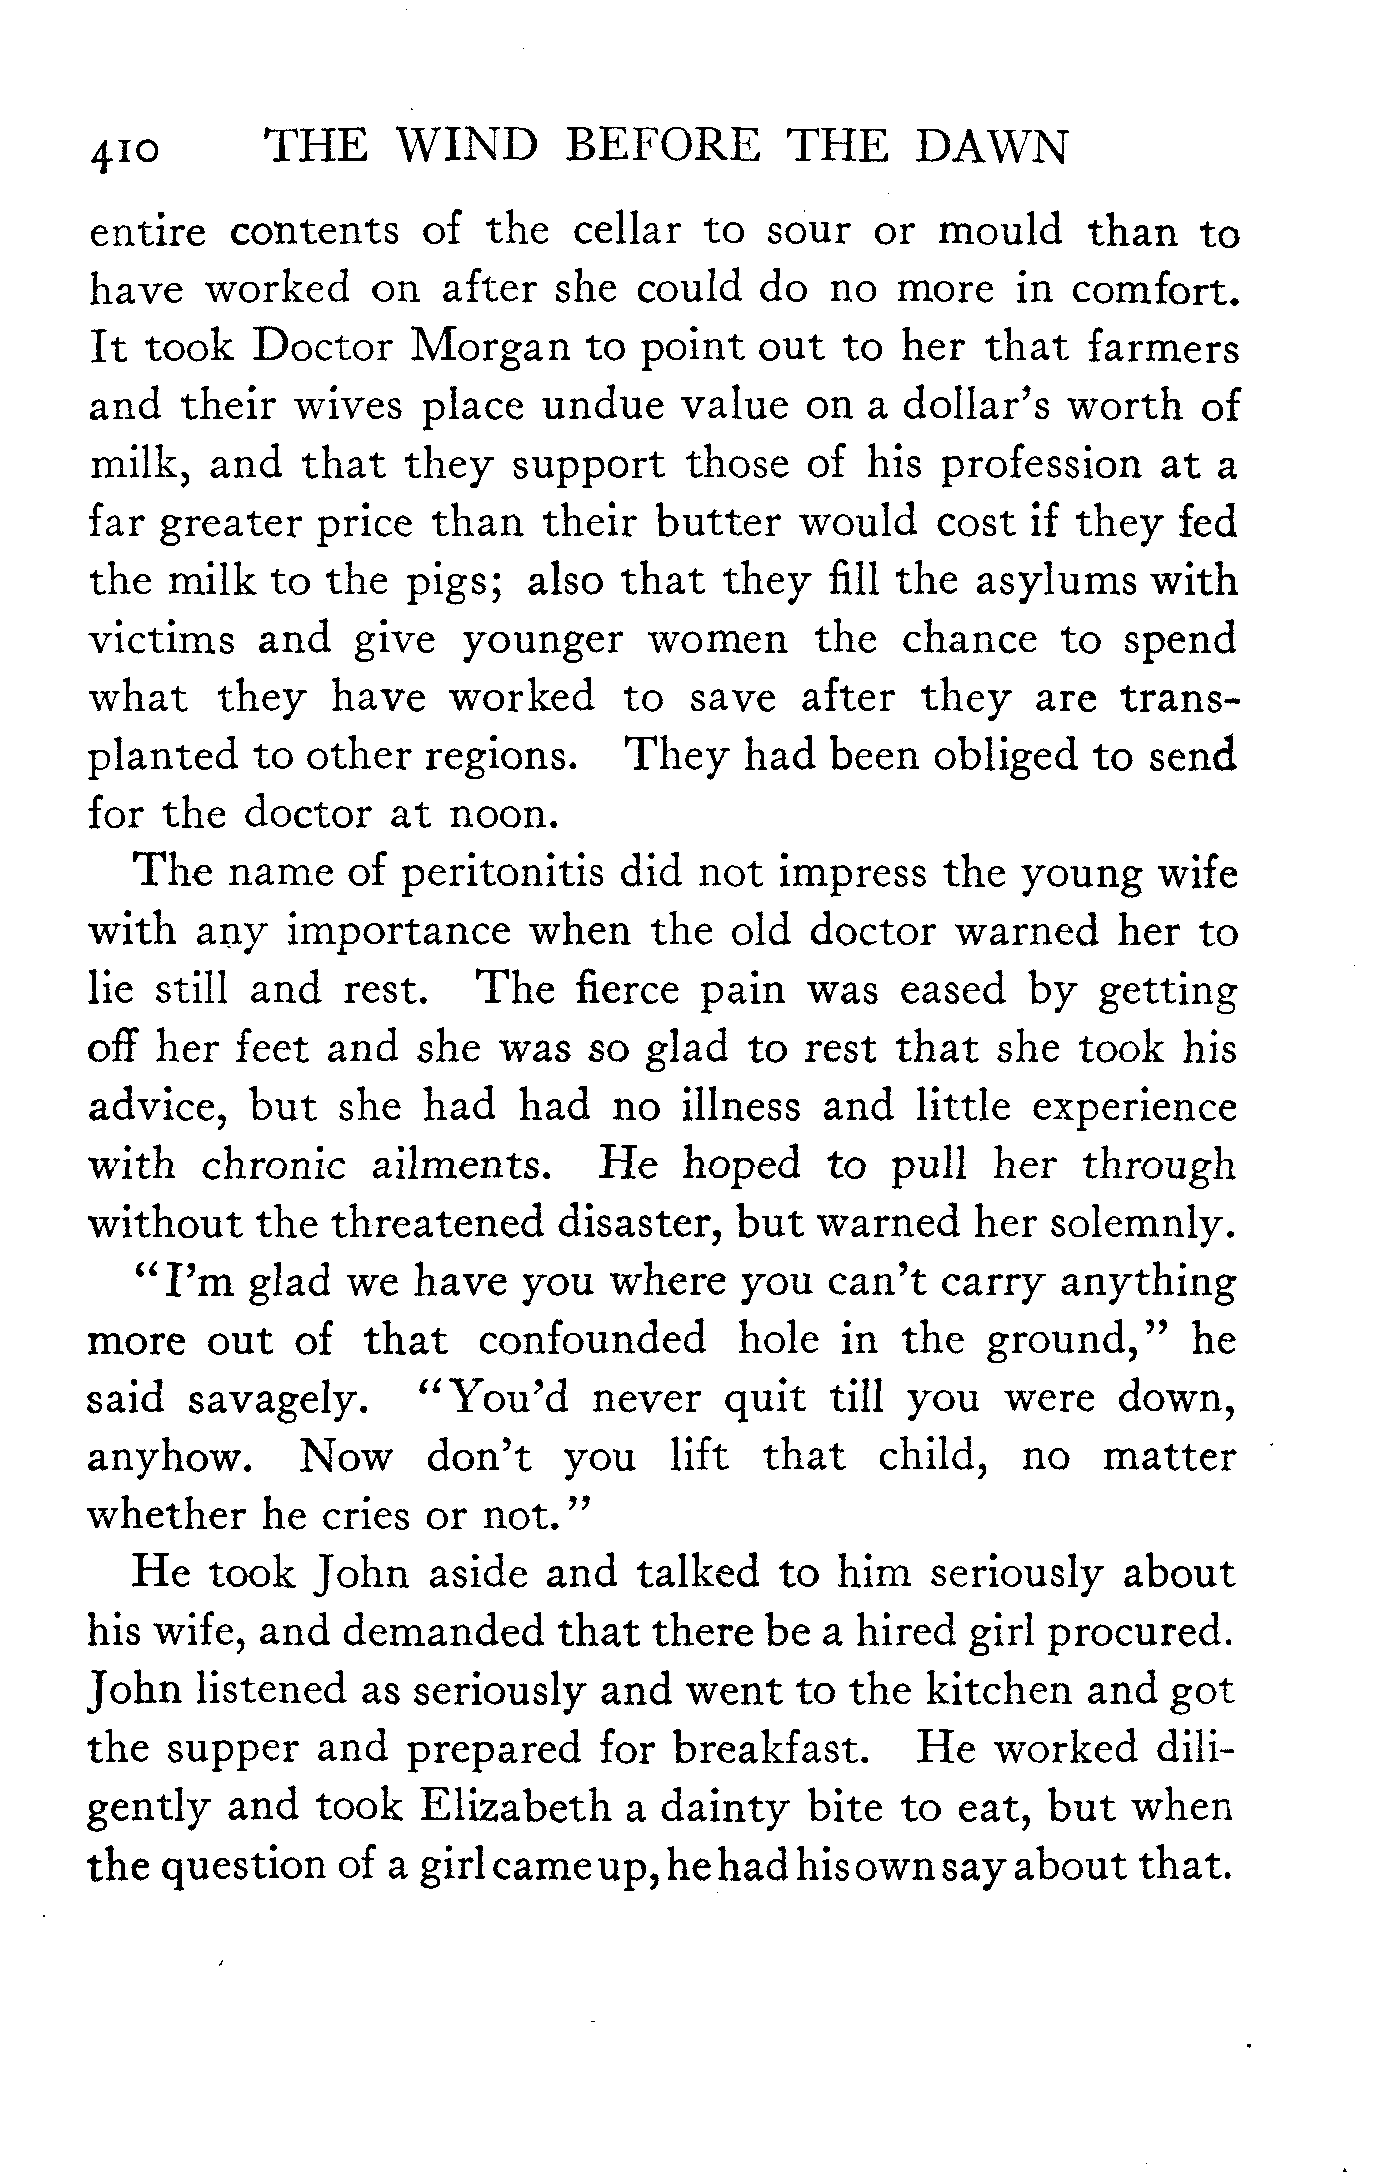 410 THE WIND BEFORE THE DAWN
entire contents of the cellar to sour or mould than to
have worked on after she could do no more in comfort.
It took Doctor Morgan to point out to her that farmers
and their wives place undue value on a dollar's worth of
milk, and that they support those of his profession at a
far greater price than their butter would cost if they fed
the milk to the pigs; also that they fill the asylums with
victims and give younger women the chance to spend
what they have worked to save after they are trans-
planted to other regions. They had been obliged to send
for the doctor at noon.
The name of peritonitis did not impress the young wife
with any importance when the old doctor warned her to
lie still and rest. The fierce pain was eased by getting
off her feet and she was so glad to rest that she took his
advice, but she had had no illness and little experience
with chronic ailments. He hoped to pull her through
without the threatened disaster, but warned her solemnly.
"I'm glad we have you where you can't carry anything
more out of that confounded hole in the ground," he
said savagely. "You'd never quit till you were down,
anyhow. Now don't you lift that child, no matter
whether he cries or not."
He took John aside and talked to him seriously about
his wife, and demanded that there be a hired girl procured.
John listened as seriously and went to the kitchen and got
the supper and prepared for breakfast. He worked dili-
gently and took Elizabeth a dainty bite to eat, but when
the question of a girl came up, he had his own say about that.